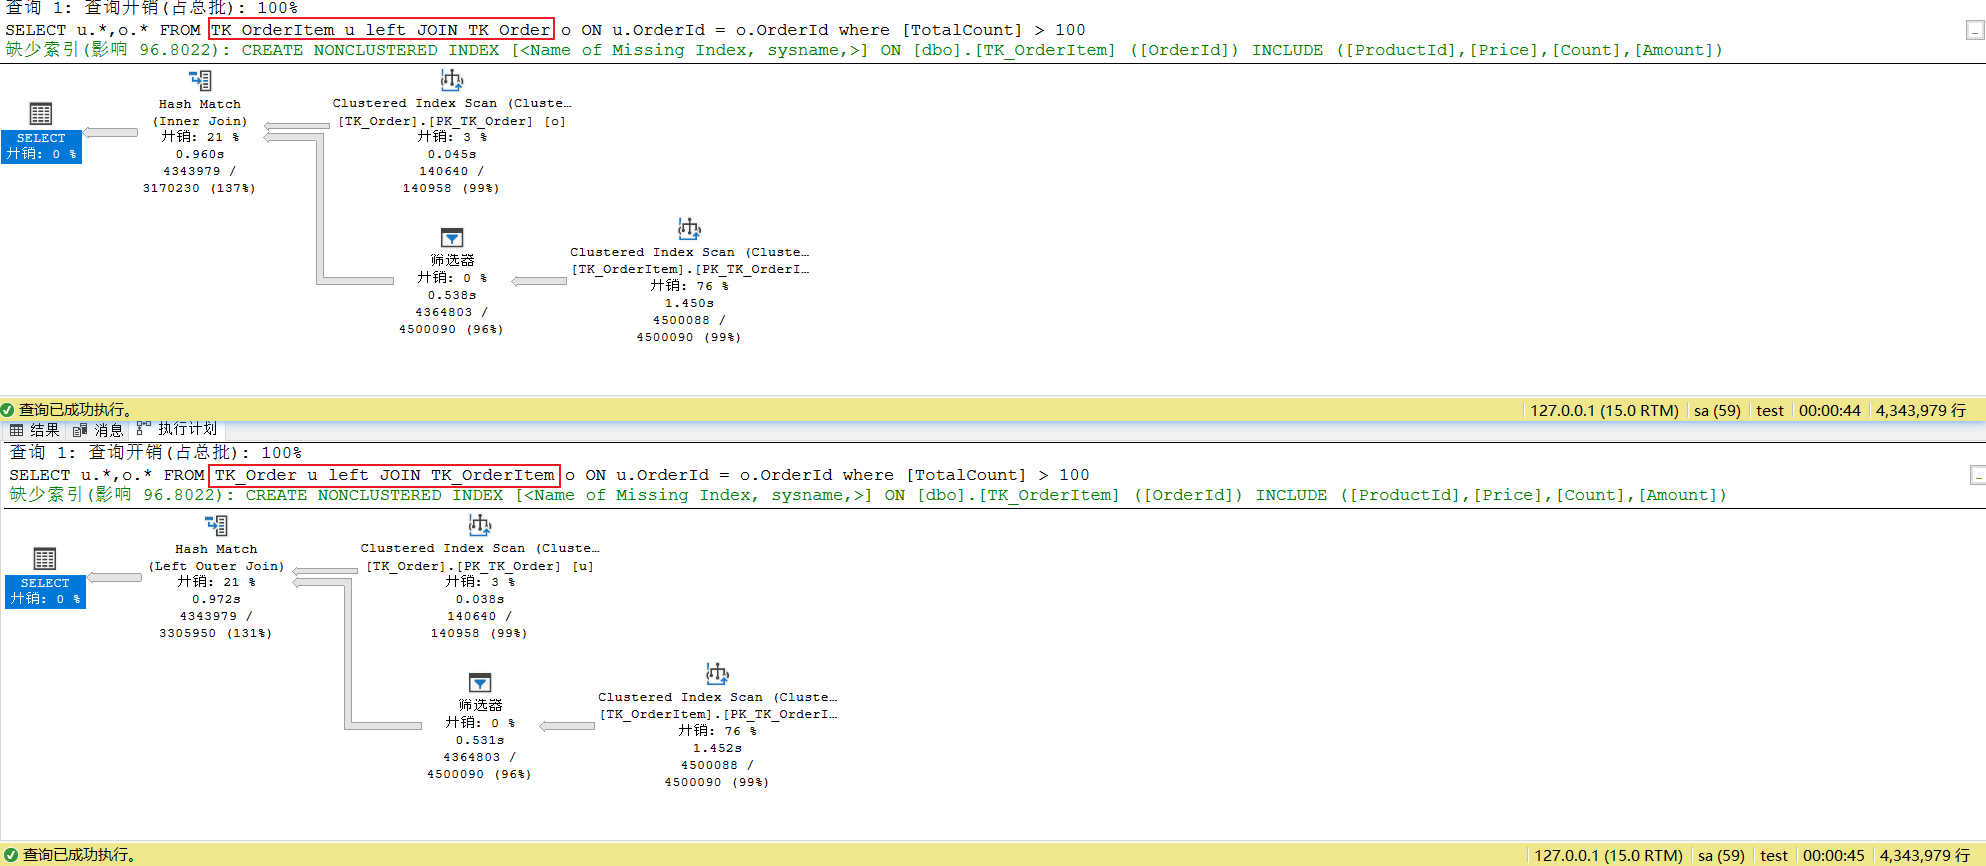 查询 1: 查询开销(占总批): 100%
SELECT u.*,o.* FROM TK_OrderItem u left JOIN TK_Order o ON u.OrderId = o.OrderId where [TotalCount] > 100
缺少索引(影响 96.8022): CREATE NONCLUSTERED INDEX [<Name of Missing Index, sysname,>] ON [dbo].[TK_OrderItem] ([OrderId]) INCLUDE ([ProductId],[Price],[Count],[Amount])
SELECT
开销: 0 %
Hash Match
(Inner Join)
开销: 21 %
0.960s
4343979 /
3170230 (137%)
Clustered Index Scan (Cluste…
[TK_Order].[PK_TK_Order] [o]
开销: 3 %
0.045s
140640 /
140958 (99%)
筛选器
开销: 0 %
0.538s
4364803 /
4500090 (96%)
Clustered Index Scan (Cluste…
[TK_OrderItem].[PK_TK_OrderI…
开销: 76 %
1.450s
4500088 /
4500090 (99%)
查询已成功执行。 127.0.0.1 (15.0 RTM) sa (59) test 00:00:44 4,343,979 行
结果 消息 执行计划
查询 1: 查询开销(占总批): 100%
SELECT u.*,o.* FROM TK_Order u left JOIN TK_OrderItem o ON u.OrderId = o.OrderId where [TotalCount] > 100
缺少索引(影响 96.8022): CREATE NONCLUSTERED INDEX [<Name of Missing Index, sysname,>] ON [dbo].[TK_OrderItem] ([OrderId]) INCLUDE ([ProductId],[Price],[Count],[Amount])
SELECT
开销: 0 %
Hash Match
(Left Outer Join)
开销: 21 %
0.972s
4343979 /
3305950 (131%)
Clustered Index Scan (Cluste…
[TK_Order].[PK_TK_Order] [u]
开销: 3 %
0.038s
140640 /
140958 (99%)
筛选器
开销: 0 %
0.531s
4364803 /
4500090 (96%)
Clustered Index Scan (Cluste…
[TK_OrderItem].[PK_TK_OrderI…
开销: 76 %
1.452s
4500088 /
4500090 (99%)
查询已成功执行。 127.0.0.1 (15.0 RTM) sa (59) test 00:00:45 4,343,979 行